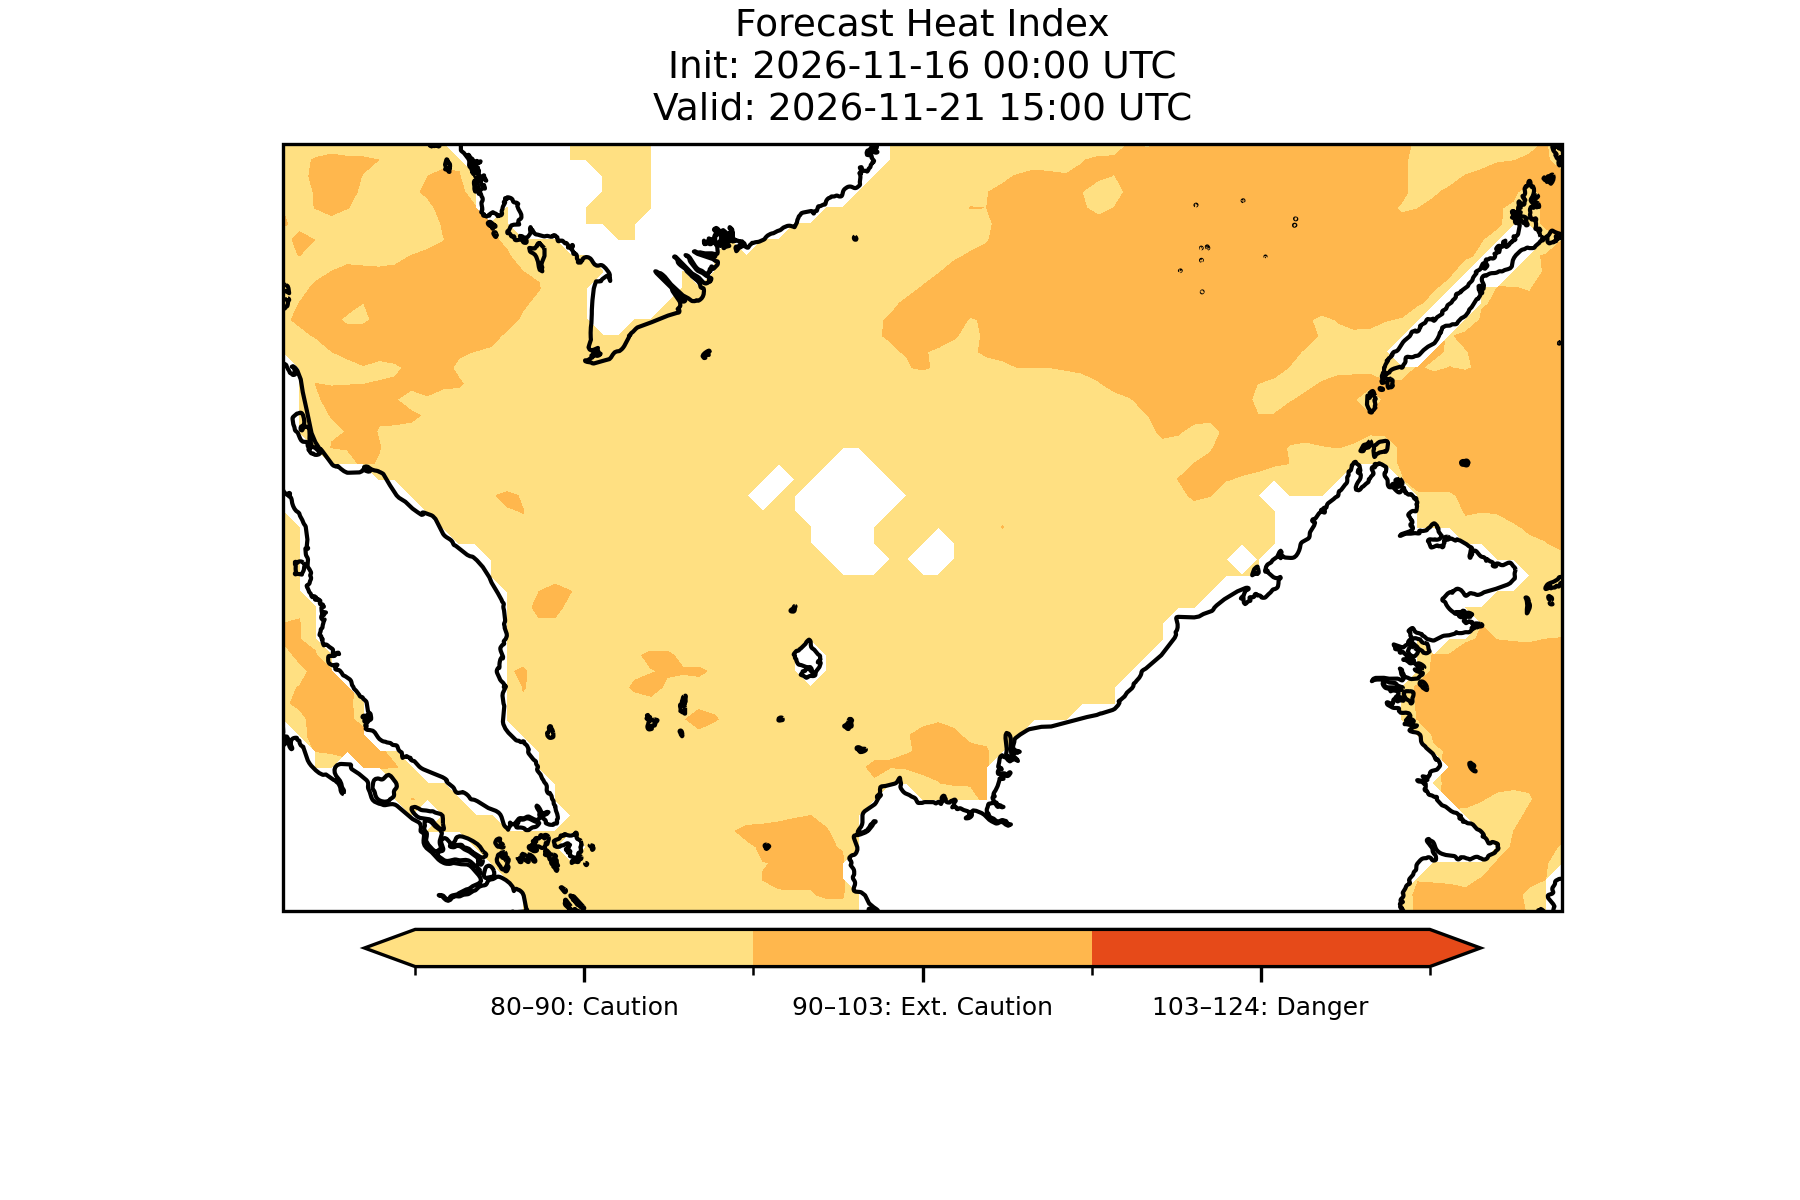 Forecast Heat Index
Init: 2026-11-16 00:00 UTC
Valid: 2026-11-21 15:00 UTC
80–90: Caution
90–103: Ext. Caution
103–124: Danger